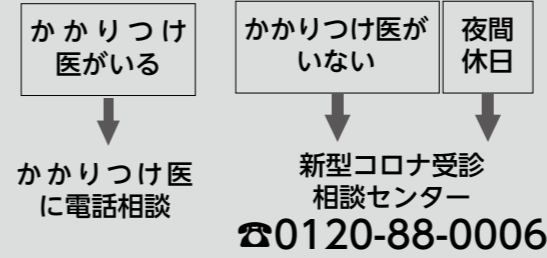 かかりつけ
医がいる
かかりつけ医
に電話相談
かかりつけ医が
いない
夜間
休日
新型コロナ受診
相談センター
☎0120-88-0006